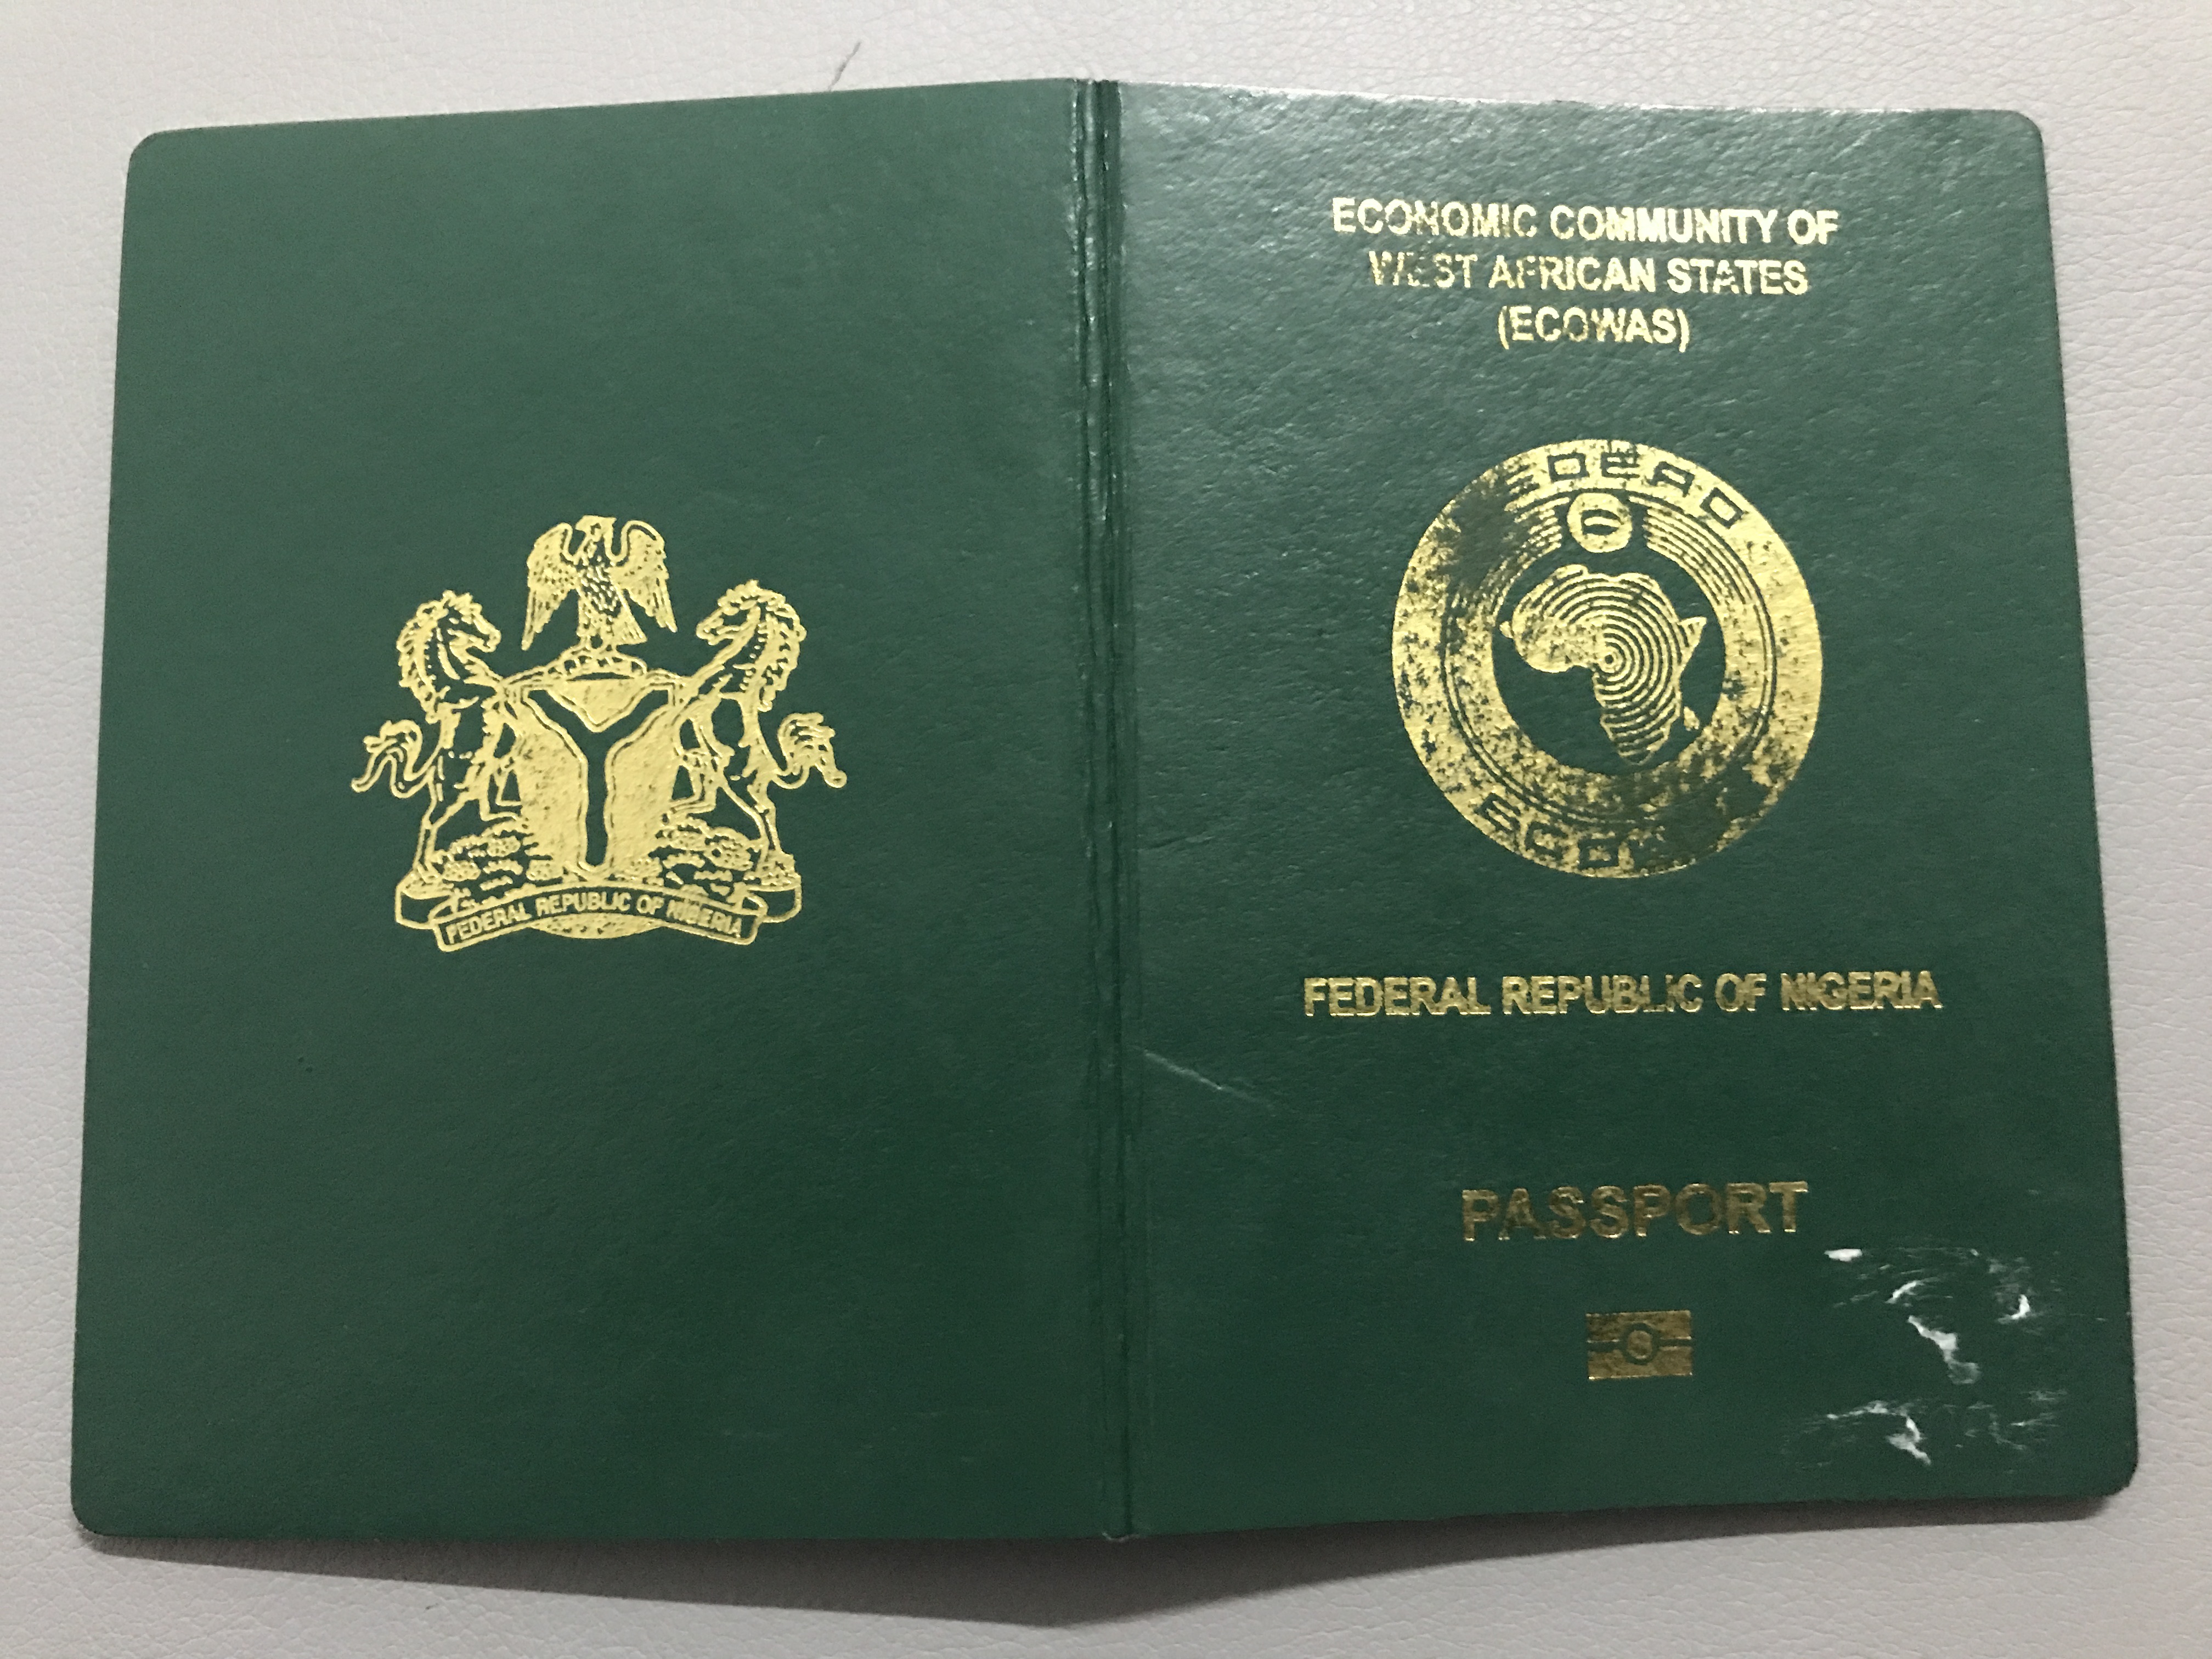 ECONOMIC COMMUNITY OF
WEST AFRICAN STATES
(ECOWAS)
FEDERAL REPUBLIC OF NIGERIA
PASSPORT
FEDERAL REPUBLIC OF NIGERIA